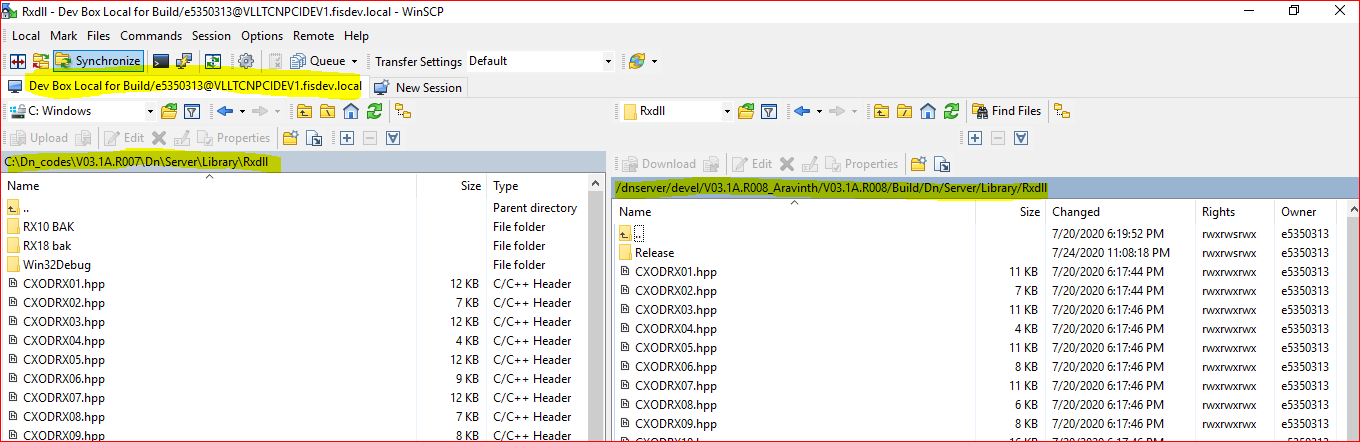 Rxdll - Dev Box Local for Build/e5350313@VLLTCNPCIDEV1.fisdev.local - WinSCP
Local Mark Files Commands Session Options Remote Help
Synchronize Queue Transfer Settings Default
Dev Box Local for Build/e5350313@VLLTCNPCIDEV1.fisdev.local New Session
C: Windows Rxdll Find Files
Upload Edit Properties
Download Edit Properties
C:\Dn_codes\V03.1A.R007\Dn\Server\Library\Rxdll
/dnserver/devel/V03.1A.R008_Aravinth/V03.1A.R008/Build/Dn/Server/Library/Rxdll
Name Size Type
.. Parent directory
RX10 BAK File folder
RX18 bak File folder
Win32Debug File folder
CXODRX01.hpp 12 KB C/C++ Header
CXODRX02.hpp 7 KB C/C++ Header
CXODRX03.hpp 12 KB C/C++ Header
CXODRX04.hpp 4 KB C/C++ Header
CXODRX05.hpp 12 KB C/C++ Header
CXODRX06.hpp 9 KB C/C++ Header
CXODRX07.hpp 12 KB C/C++ Header
CXODRX08.hpp 7 KB C/C++ Header
CXODRX09.hpp 8 KB C/C++ Header
Name Size Changed Rights Owner
.. 7/20/2020 6:19:52 PM rwxrwsrwx e5350313
Release 7/24/2020 11:08:18 PM rwxrwsrwx e5350313
CXODRX01.hpp 11 KB 7/20/2020 6:17:44 PM rwxrwxrwx e5350313
CXODRX02.hpp 7 KB 7/20/2020 6:17:44 PM rwxrwxrwx e5350313
CXODRX03.hpp 11 KB 7/20/2020 6:17:46 PM rwxrwxrwx e5350313
CXODRX04.hpp 4 KB 7/20/2020 6:17:46 PM rwxrwxrwx e5350313
CXODRX05.hpp 11 KB 7/20/2020 6:17:46 PM rwxrwxrwx e5350313
CXODRX06.hpp 8 KB 7/20/2020 6:17:46 PM rwxrwxrwx e5350313
CXODRX07.hpp 11 KB 7/20/2020 6:17:46 PM rwxrwxrwx e5350313
CXODRX08.hpp 6 KB 7/20/2020 6:17:46 PM rwxrwxrwx e5350313
CXODRX09.hpp 8 KB 7/20/2020 6:17:46 PM rwxrwxrwx e5350313